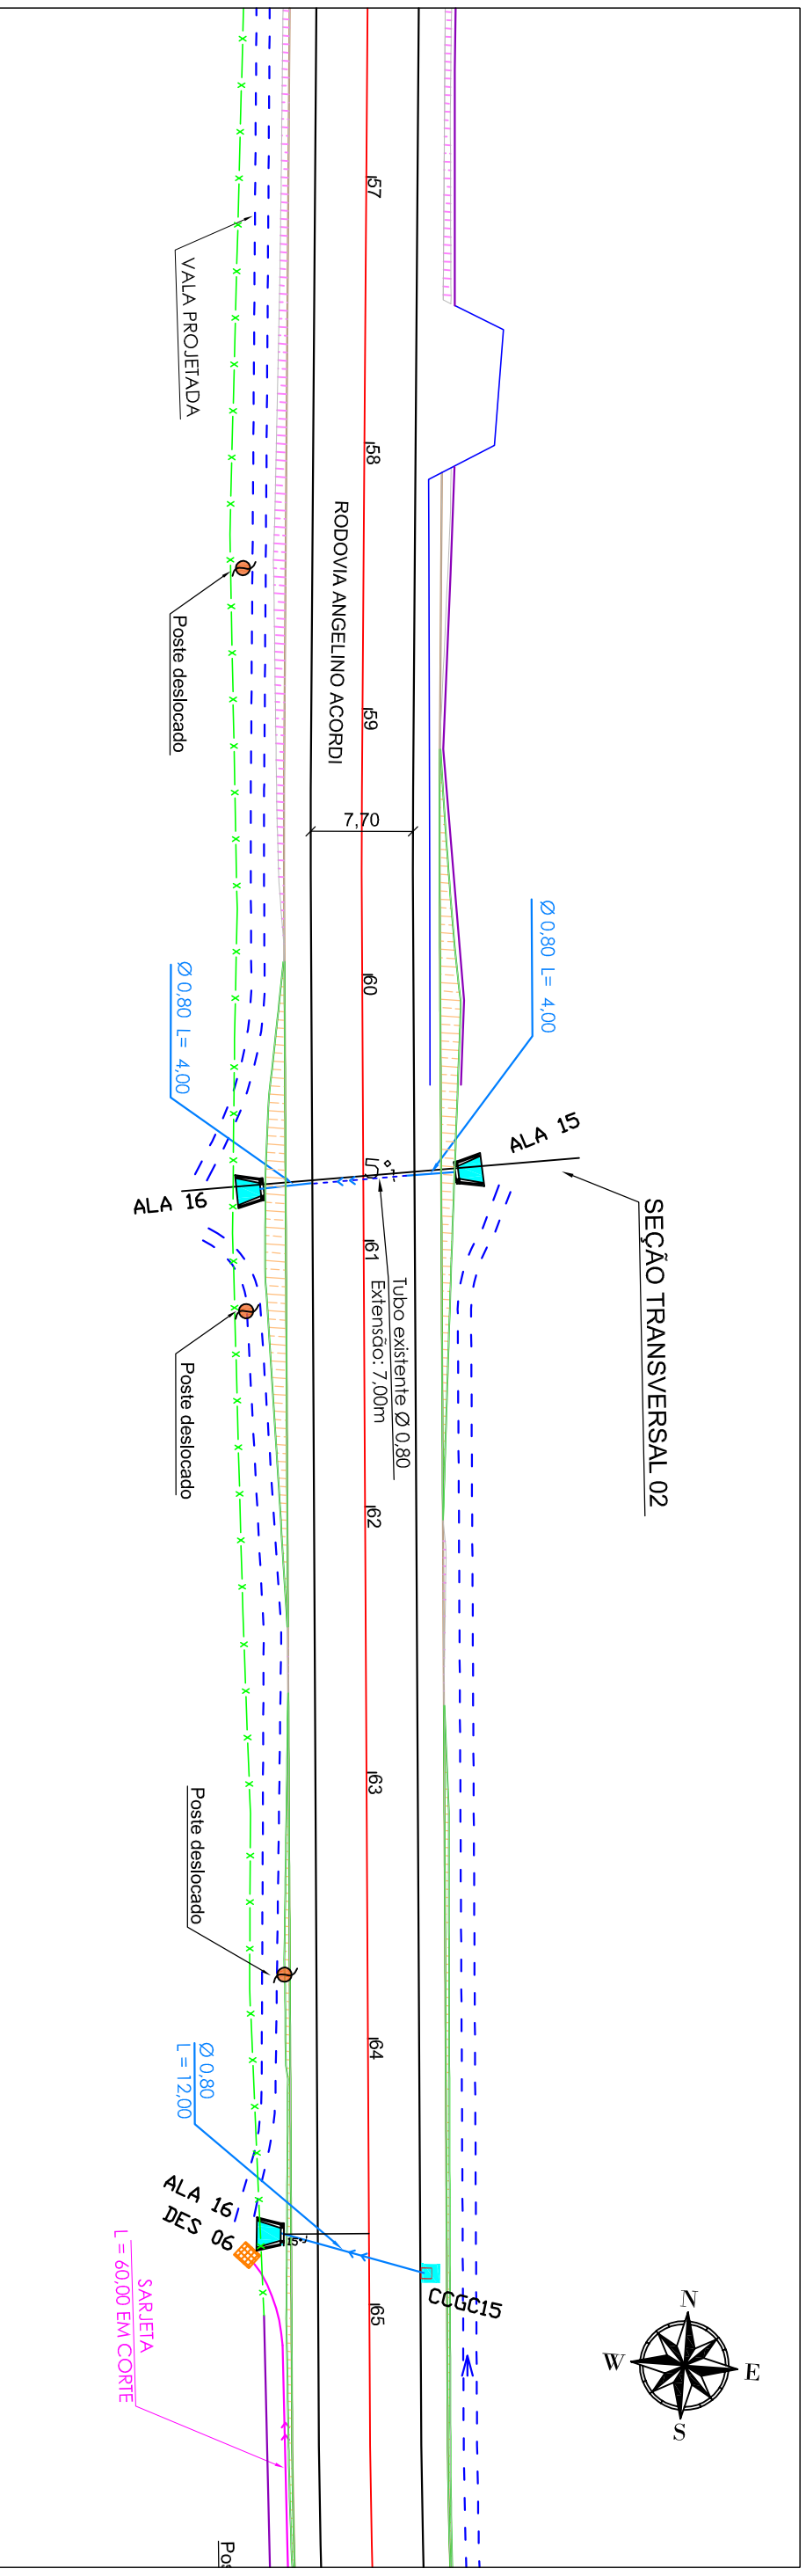 57
VALA PROJETADA
58
RODOVIA ANGELINO ACORDI
Poste deslocado
59
7,70
Ø 0,80 L= 4,00
60
Ø 0,80 L= 4,00
ALA 15
5°
ALA 16
SEÇÃO TRANSVERSAL 02
61
Tubo existente Ø 0,80
Extensão: 7,00m
Poste deslocado
62
63
Poste deslocado
64
Ø 0,80
L = 12,00
ALA 16
DES 06
15°
CCGC15
65
SARJETA
L = 60,00 EM CORTE
N
W
E
S
Pos